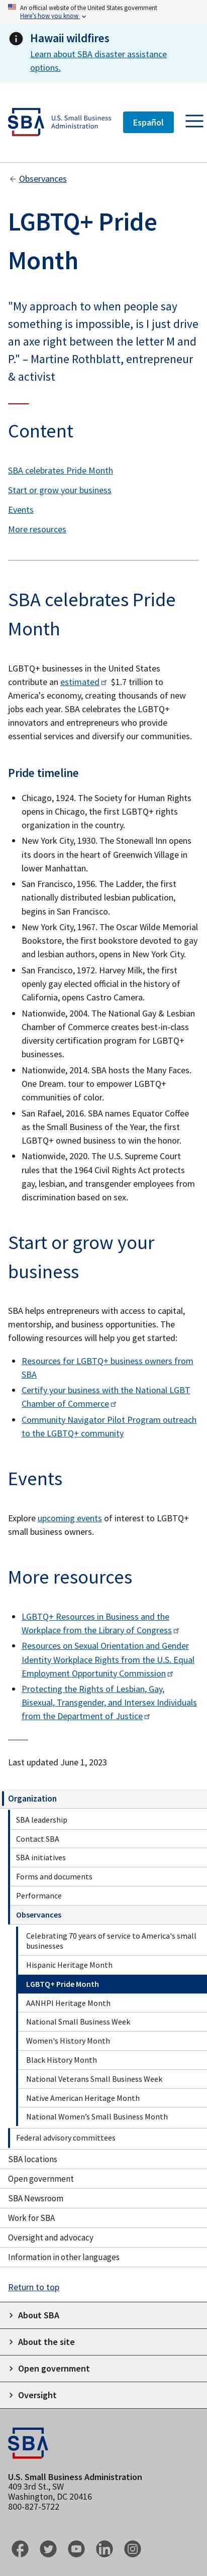 An official website of the United States government
Here's how you know
Hawaii wildfires
Learn about SBA disaster assistance
options.
SBA
U.S. Small Business
Administration
Español
Observances
LGBTQ+ Pride
Month
"My approach to when people say
something is impossible, is I just drive
an axe right between the letter M and
P." – Martine Rothblatt, entrepreneur
& activist
Content
SBA celebrates Pride Month
Start or grow your business
Events
More resources
SBA celebrates Pride
Month
LGBTQ+ businesses in the United States
contribute an estimated $1.7 trillion to
America's economy, creating thousands of new
jobs each year. SBA celebrates the LGBTQ+
innovators and entrepreneurs who provide
essential services and diversify our communities.
Pride timeline
Chicago, 1924. The Society for Human Rights
opens in Chicago, the first LGBTQ+ rights
organization in the country.
New York City, 1930. The Stonewall Inn opens
its doors in the heart of Greenwich Village in
lower Manhattan.
San Francisco, 1956. The Ladder, the first
nationally distributed lesbian publication,
begins in San Francisco.
New York City, 1967. The Oscar Wilde Memorial
Bookstore, the first bookstore devoted to gay
and lesbian authors, opens in New York City.
San Francisco, 1972. Harvey Milk, the first
openly gay elected official in the history of
California, opens Castro Camera.
Nationwide, 2004. The National Gay & Lesbian
Chamber of Commerce creates best-in-class
diversity certification program for LGBTQ+
businesses.
Nationwide, 2014. SBA hosts the Many Faces.
One Dream. tour to empower LGBTQ+
communities of color.
San Rafael, 2016. SBA names Equator Coffee
as the Small Business of the Year, the first
LGBTQ+ owned business to win the honor.
Nationwide, 2020. The U.S. Supreme Court
rules that the 1964 Civil Rights Act protects
gay, lesbian, and transgender employees from
discrimination based on sex.
Start or grow your
business
SBA helps entrepreneurs with access to capital,
mentorship, and business opportunities. The
following resources will help you get started:
Resources for LGBTQ+ business owners from
SBA
Certify your business with the National LGBT
Chamber of Commerce
Community Navigator Pilot Program outreach
to the LGBTQ+ community
Events
Explore upcoming events of interest to LGBTQ+
small business owners.
More resources
LGBTQ+ Resources in Business and the
Workplace from the Library of Congress
Resources on Sexual Orientation and Gender
Identity Workplace Rights from the U.S. Equal
Employment Opportunity Commission
Protecting the Rights of Lesbian, Gay,
Bisexual, Transgender, and Intersex Individuals
from the Department of Justice
Last updated June 1, 2023
Organization
SBA leadership
Contact SBA
SBA initiatives
Forms and documents
Performance
Observances
Celebrating 70 years of service to America's small
businesses
Hispanic Heritage Month
LGBTQ+ Pride Month
AANHPI Heritage Month
National Small Business Week
Women's History Month
Black History Month
National Veterans Small Business Week
Native American Heritage Month
National Women's Small Business Month
Federal advisory committees
SBA locations
Open government
SBA Newsroom
Work for SBA
Oversight and advocacy
Information in other languages
Return to top
About SBA
About the site
Open government
Oversight
SBA
U.S. Small Business Administration
409 3rd St., SW
Washington, DC 20416
800-827-5722